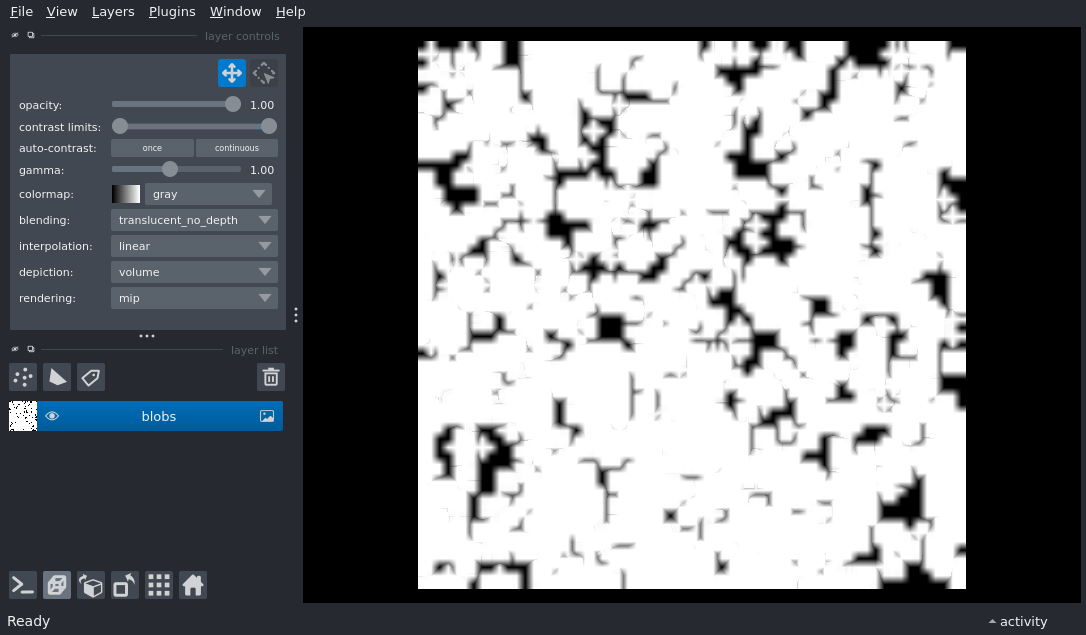 File View Layers Plugins Window Help
layer controls
opacity: 1.00
contrast limits:
auto-contrast: once continuous
gamma: 1.00
colormap: gray
blending: translucent_no_depth
interpolation: linear
depiction: volume
rendering: mip
layer list
blobs
Ready activity